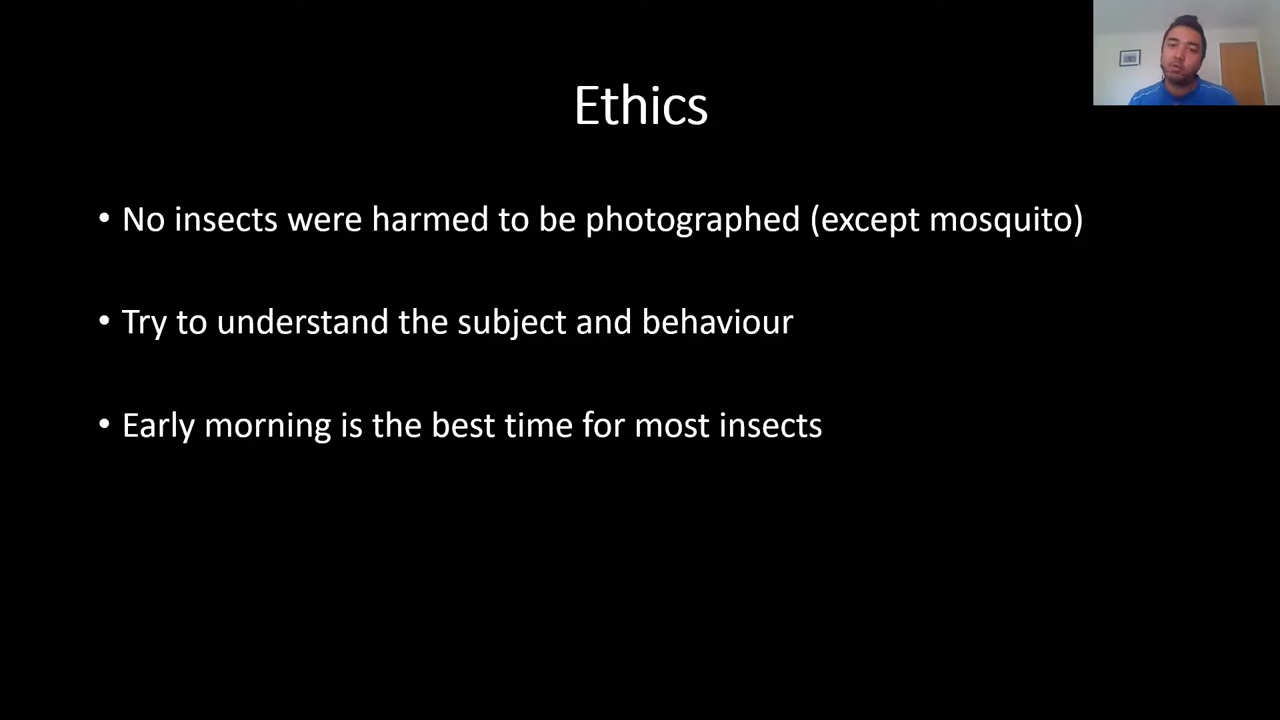 Ethics
• No insects were harmed to be photographed (except mosquito)
• Try to understand the subject and behaviour
• Early morning is the best time for most insects